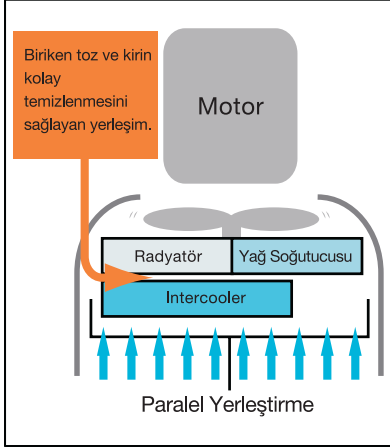 Biriken toz ve kirin
kolay
temizlenmesini
sağlayan yerleşim.
Motor
Radyatör
Yağ Soğutucusu
Intercooler
Paralel Yerleştirme